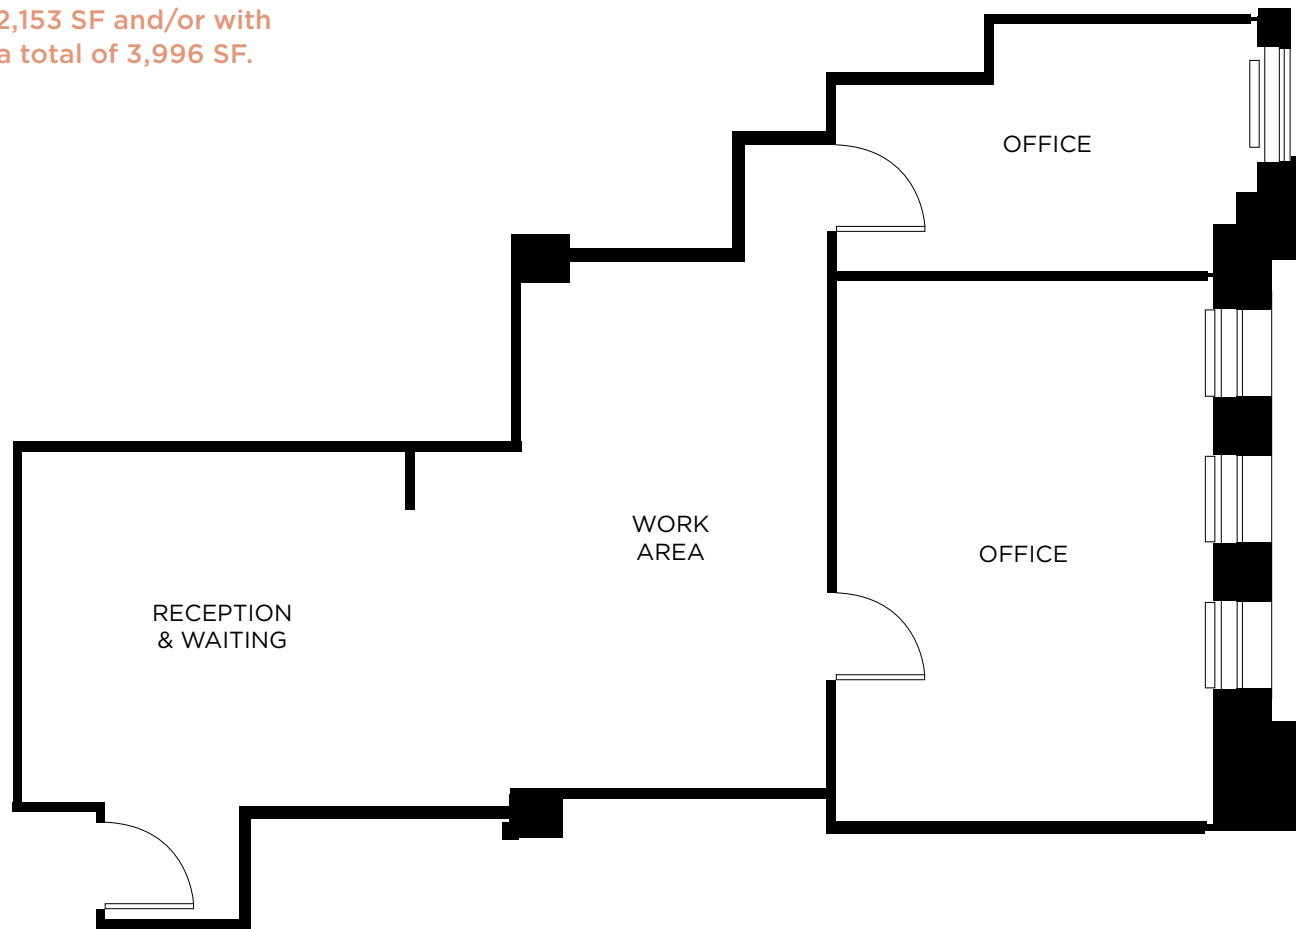 2,153 SF and/or with
a total of 3,996 SF.
OFFICE
WORK
AREA
OFFICE
RECEPTION
& WAITING